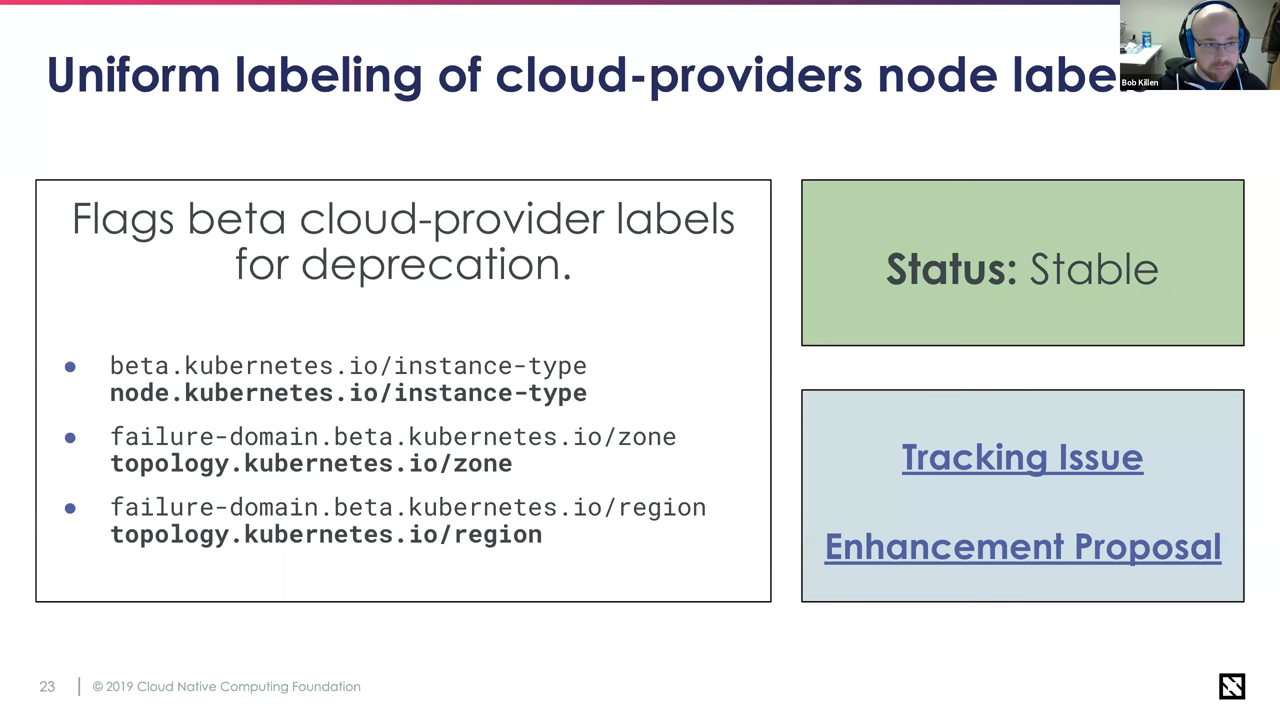 Uniform labeling of cloud-providers node labels
Bob Killen
Flags beta cloud-provider labels
for deprecation.
● beta.kubernetes.io/instance-type
node.kubernetes.io/instance-type
● failure-domain.beta.kubernetes.io/zone
topology.kubernetes.io/zone
● failure-domain.beta.kubernetes.io/region
topology.kubernetes.io/region
Status: Stable
Tracking Issue
Enhancement Proposal
23 | © 2019 Cloud Native Computing Foundation